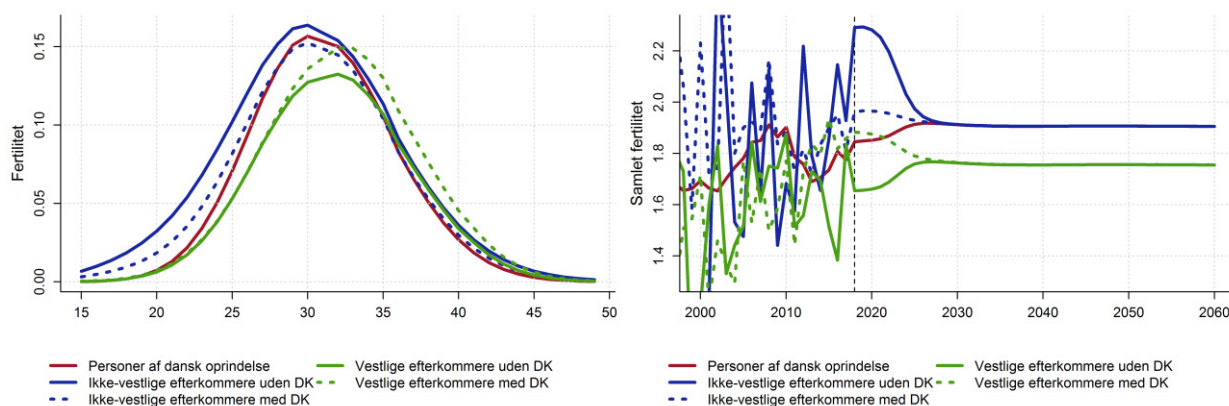 Fertilitet
0.15
0.10
0.05
0.00
15 20 25 30 35 40 45 50
Personer af dansk oprindelse
Ikke-vestlige efterkommere uden DK
Ikke-vestlige efterkommere med DK
Vestlige efterkommere uden DK
Vestlige efterkommere med DK
Samlet fertilitet
2.2
2.0
1.8
1.6
1.4
2000 2010 2020 2030 2040 2050 2060
Personer af dansk oprindelse
Ikke-vestlige efterkommere uden DK
Ikke-vestlige efterkommere med DK
Vestlige efterkommere uden DK
Vestlige efterkommere med DK